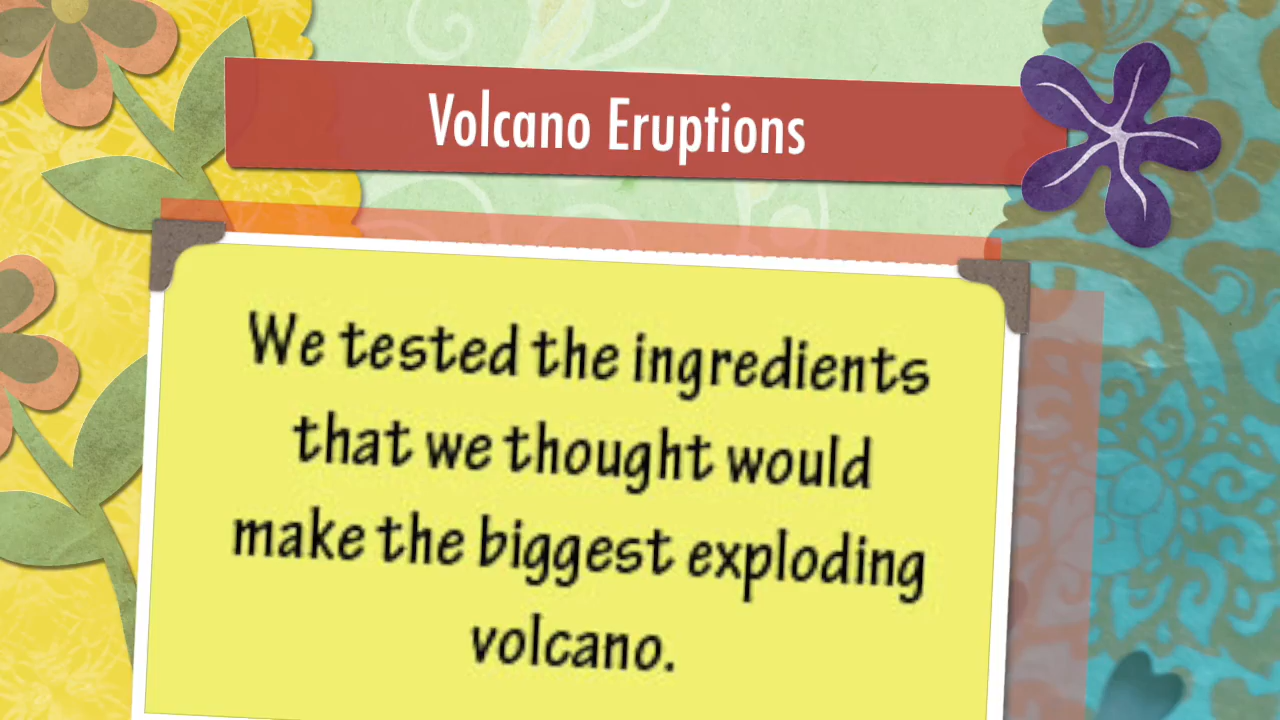 Volcano Eruptions
We tested the ingredients
that we thought would
make the biggest exploding
volcano.